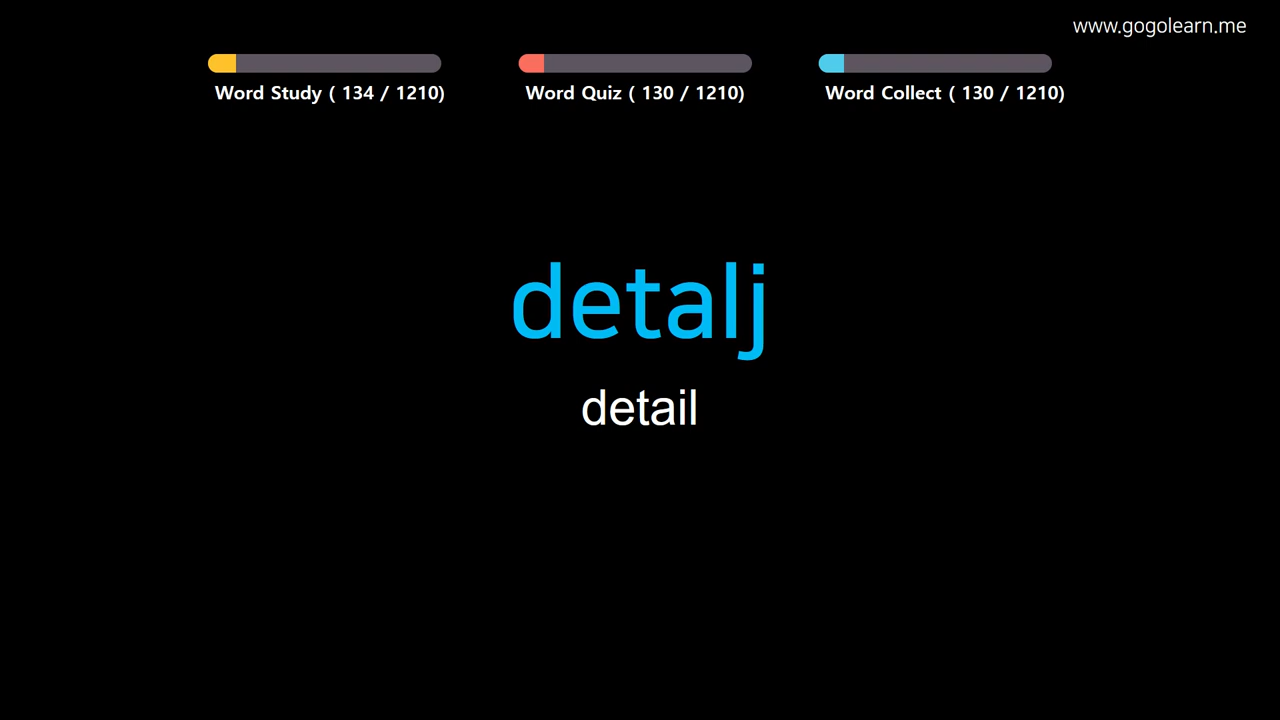 www.gogolearn.me
Word Study ( 134 / 1210)
Word Quiz ( 130 / 1210)
Word Collect ( 130 / 1210)
detalj
detail